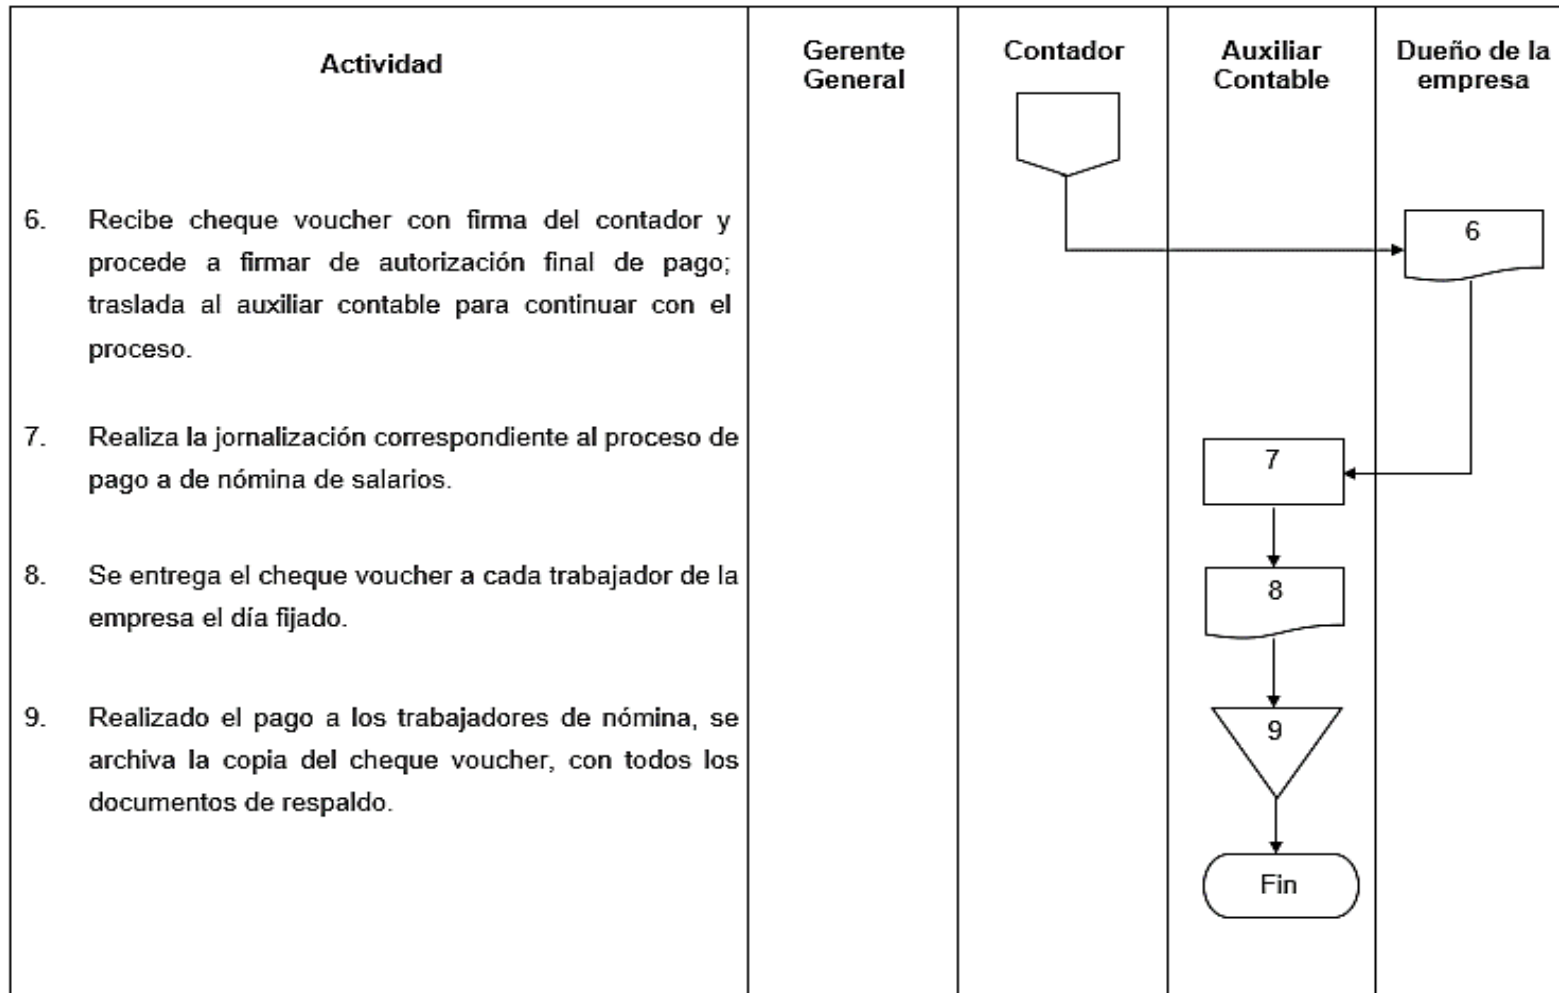 Actividad
Gerente
General
Contador
Auxiliar
Contable
Dueño de la
empresa
6. Recibe cheque voucher con firma del contador y
procede a firmar de autorización final de pago;
traslada al auxiliar contable para continuar con el
proceso.
6
7. Realiza la jornalización correspondiente al proceso de
pago a de nómina de salarios.
7
8. Se entrega el cheque voucher a cada trabajador de la
empresa el día fijado.
8
9. Realizado el pago a los trabajadores de nómina, se
archiva la copia del cheque voucher, con todos los
documentos de respaldo.
9
Fin